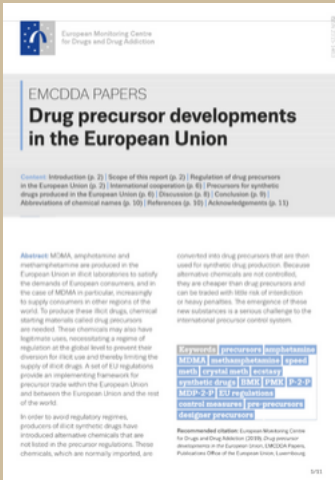 European Monitoring Centre
for Drugs and Drug Addiction
EMCDDA PAPERS
Drug precursor developments
in the European Union
Content: Introduction (p. 2) | Scope of this report (p. 2) | Regulation of drug precursors
in the European Union (p. 2) | International cooperation (p. 6) | Precursors for synthetic
drugs produced in the European Union (p. 6) | Discussion (p. 8) | Conclusion (p. 9) |
Abbreviations of chemical names (p. 10) | References (p. 10) | Acknowledgements (p. 11)
Abstract: MDMA, amphetamine and
methamphetamine are produced in the
European Union in illicit laboratories to satisfy
the demands of European consumers, and in
the case of MDMA in particular, increasingly
to supply consumers in other regions of the
world. To produce these illicit drugs, chemical
starting materials called drug precursors
are needed. These chemicals may also have
legitimate uses, necessitating a regime of
regulation at the global level to prevent their
diversion for illicit use and thereby limiting the
supply of illicit drugs. A set of EU regulations
provide an implementing framework for
precursor trade within the European Union
and between the European Union and the rest
of the world.
In order to avoid regulatory regimes,
producers of illicit synthetic drugs have
introduced alternative chemicals that are
not listed in the precursor regulations. These
chemicals, which are normally imported, are
converted into drug precursors that are then
used for synthetic drug production. Because
alternative chemicals are not controlled,
they are cheaper than drug precursors and
can be traded with little risk of interdiction
or heavy penalties. The emergence of these
new substances is a serious challenge to the
international precursor control system.
Keywords precursors amphetamine
MDMA methamphetamine speed
meth crystal meth ecstasy
synthetic drugs BMK PMK P-2-P
MDP-2-P EU regulations
control measures pre-precursors
designer precursors
Recommended citation: European Monitoring Centre
for Drugs and Drug Addiction (2019), Drug precursor
developments in the European Union, EMCDDA Papers,
Publications Office of the European Union, Luxembourg.
1/11